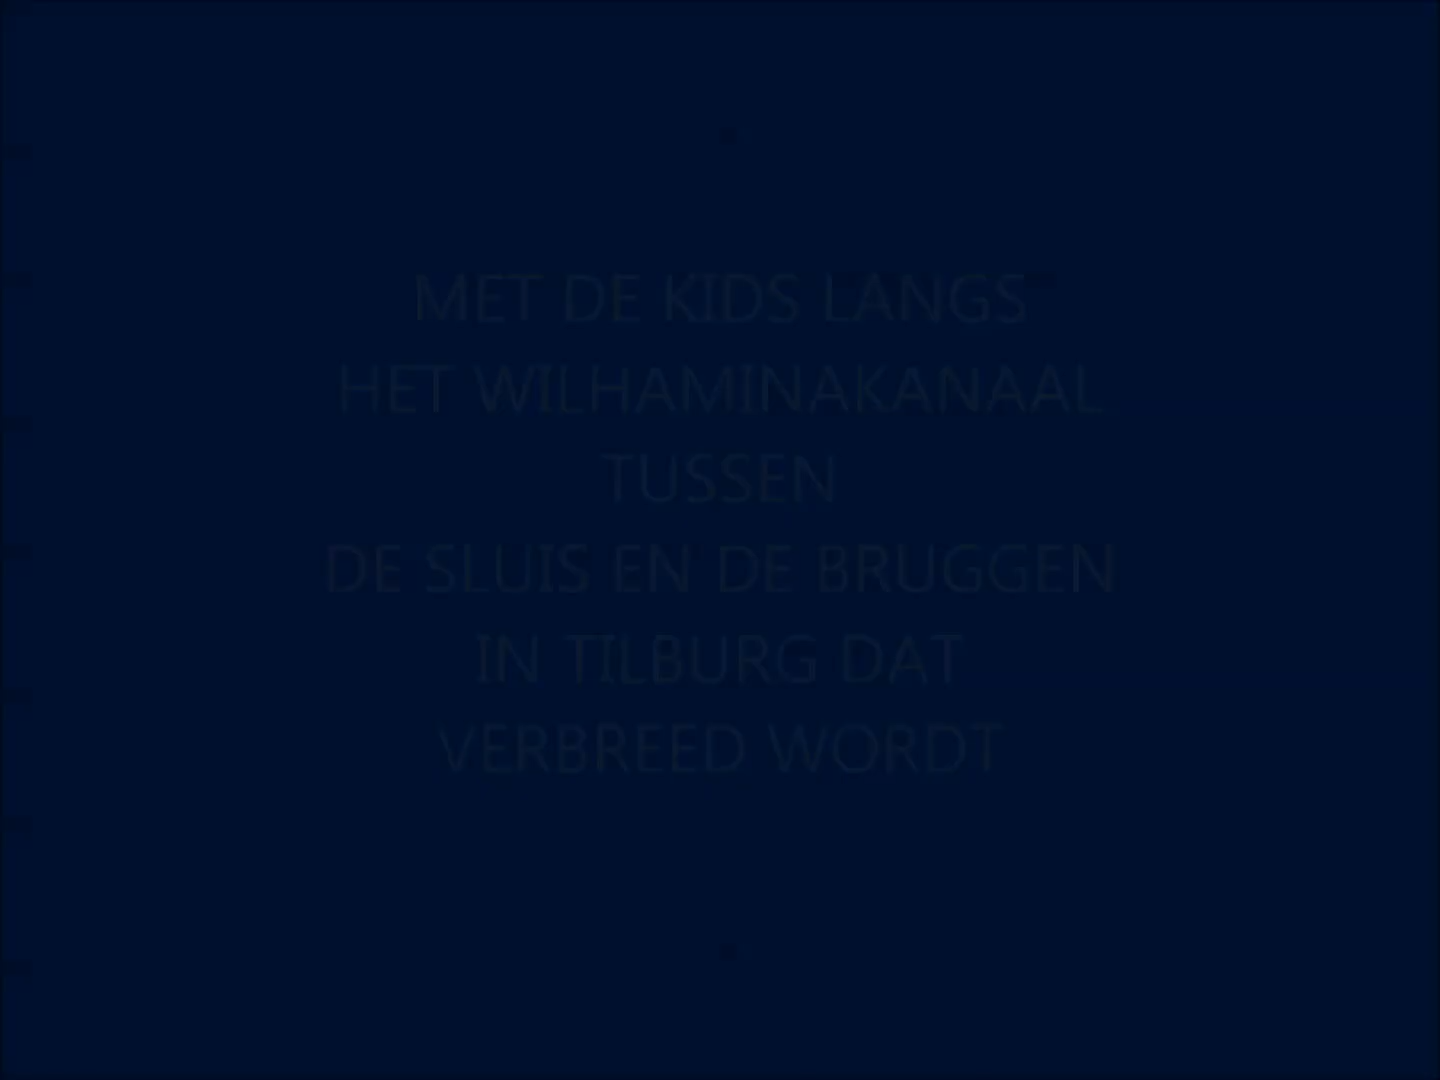 MET DE KIDS LANGS
HET WILHAMINAKANAAL
TUSSEN
DE SLUIS EN DE BRUGGEN
IN TILBURG DAT
VERBREED WORDT